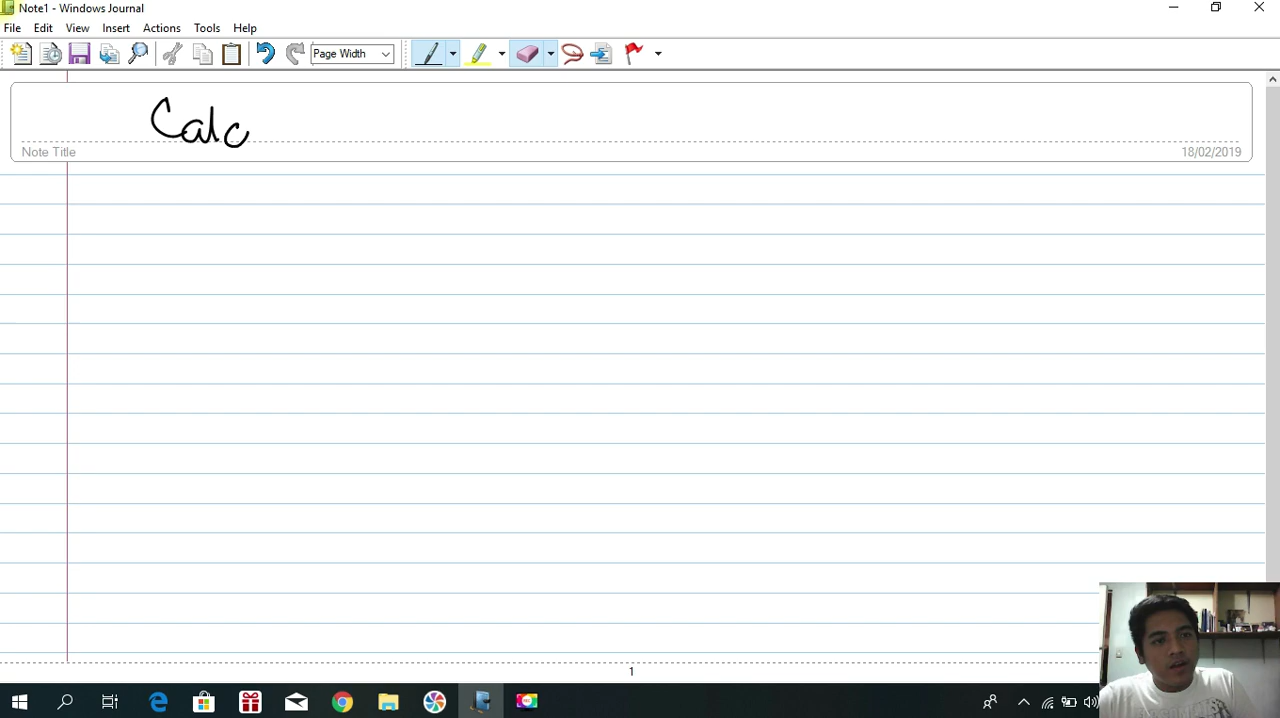 Note1 - Windows Journal
File Edit View Insert Actions Tools Help
Page Width
Calc
Note Title
18/02/2019
1